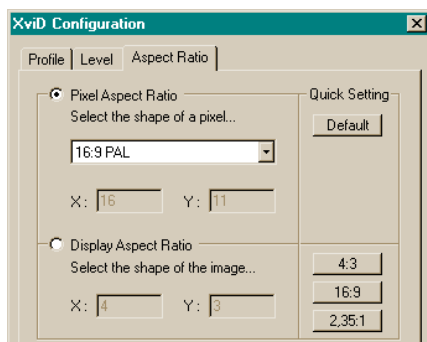 XviD Configuration
Profile Level Aspect Ratio
Pixel Aspect Ratio Quick Setting
Select the shape of a pixel... Default
16:9 PAL
X: 16 Y: 11
Display Aspect Ratio
Select the shape of the image... 4:3
16:9
X: 4 Y: 3
2,35:1